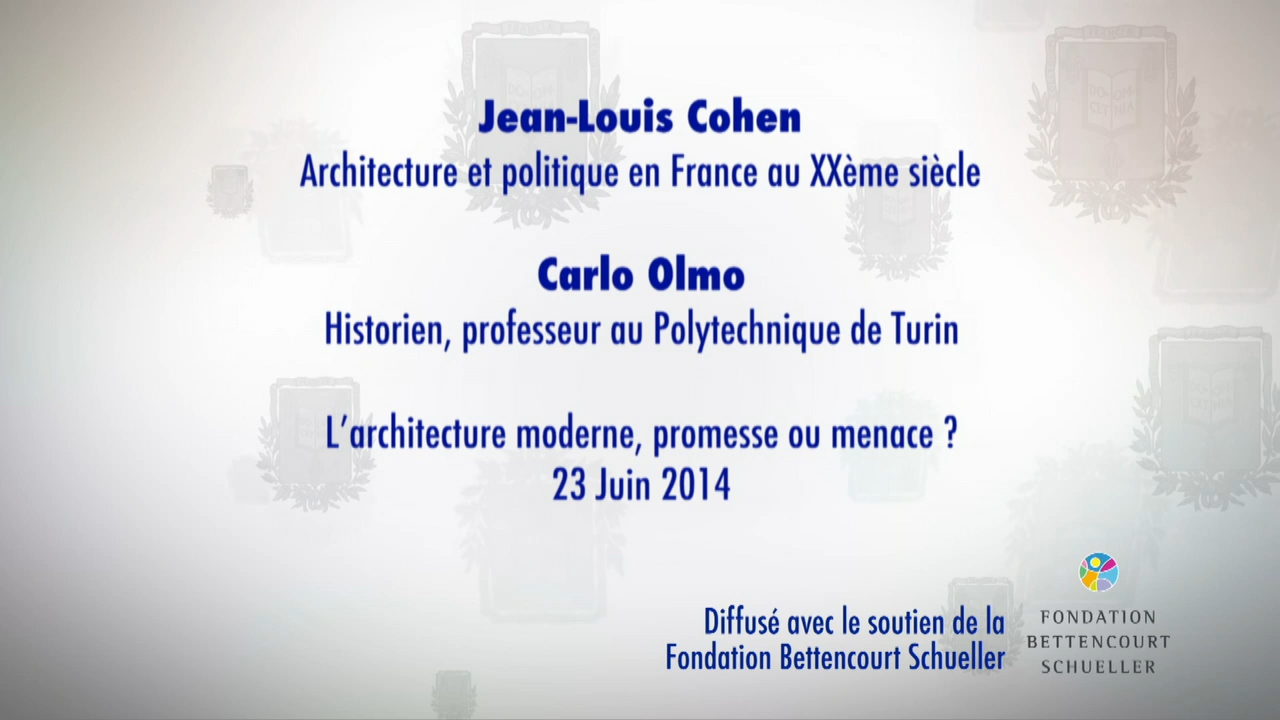 Jean-Louis Cohen
Architecture et politique en France au XXème siècle
Carlo Olmo
Historien, professeur au Polytechnique de Turin
L’architecture moderne, promesse ou menace ?
23 Juin 2014
Diffusé avec le soutien de la
Fondation Bettencourt Schueller
FONDATION
BETTENCOURT
SCHUELLER